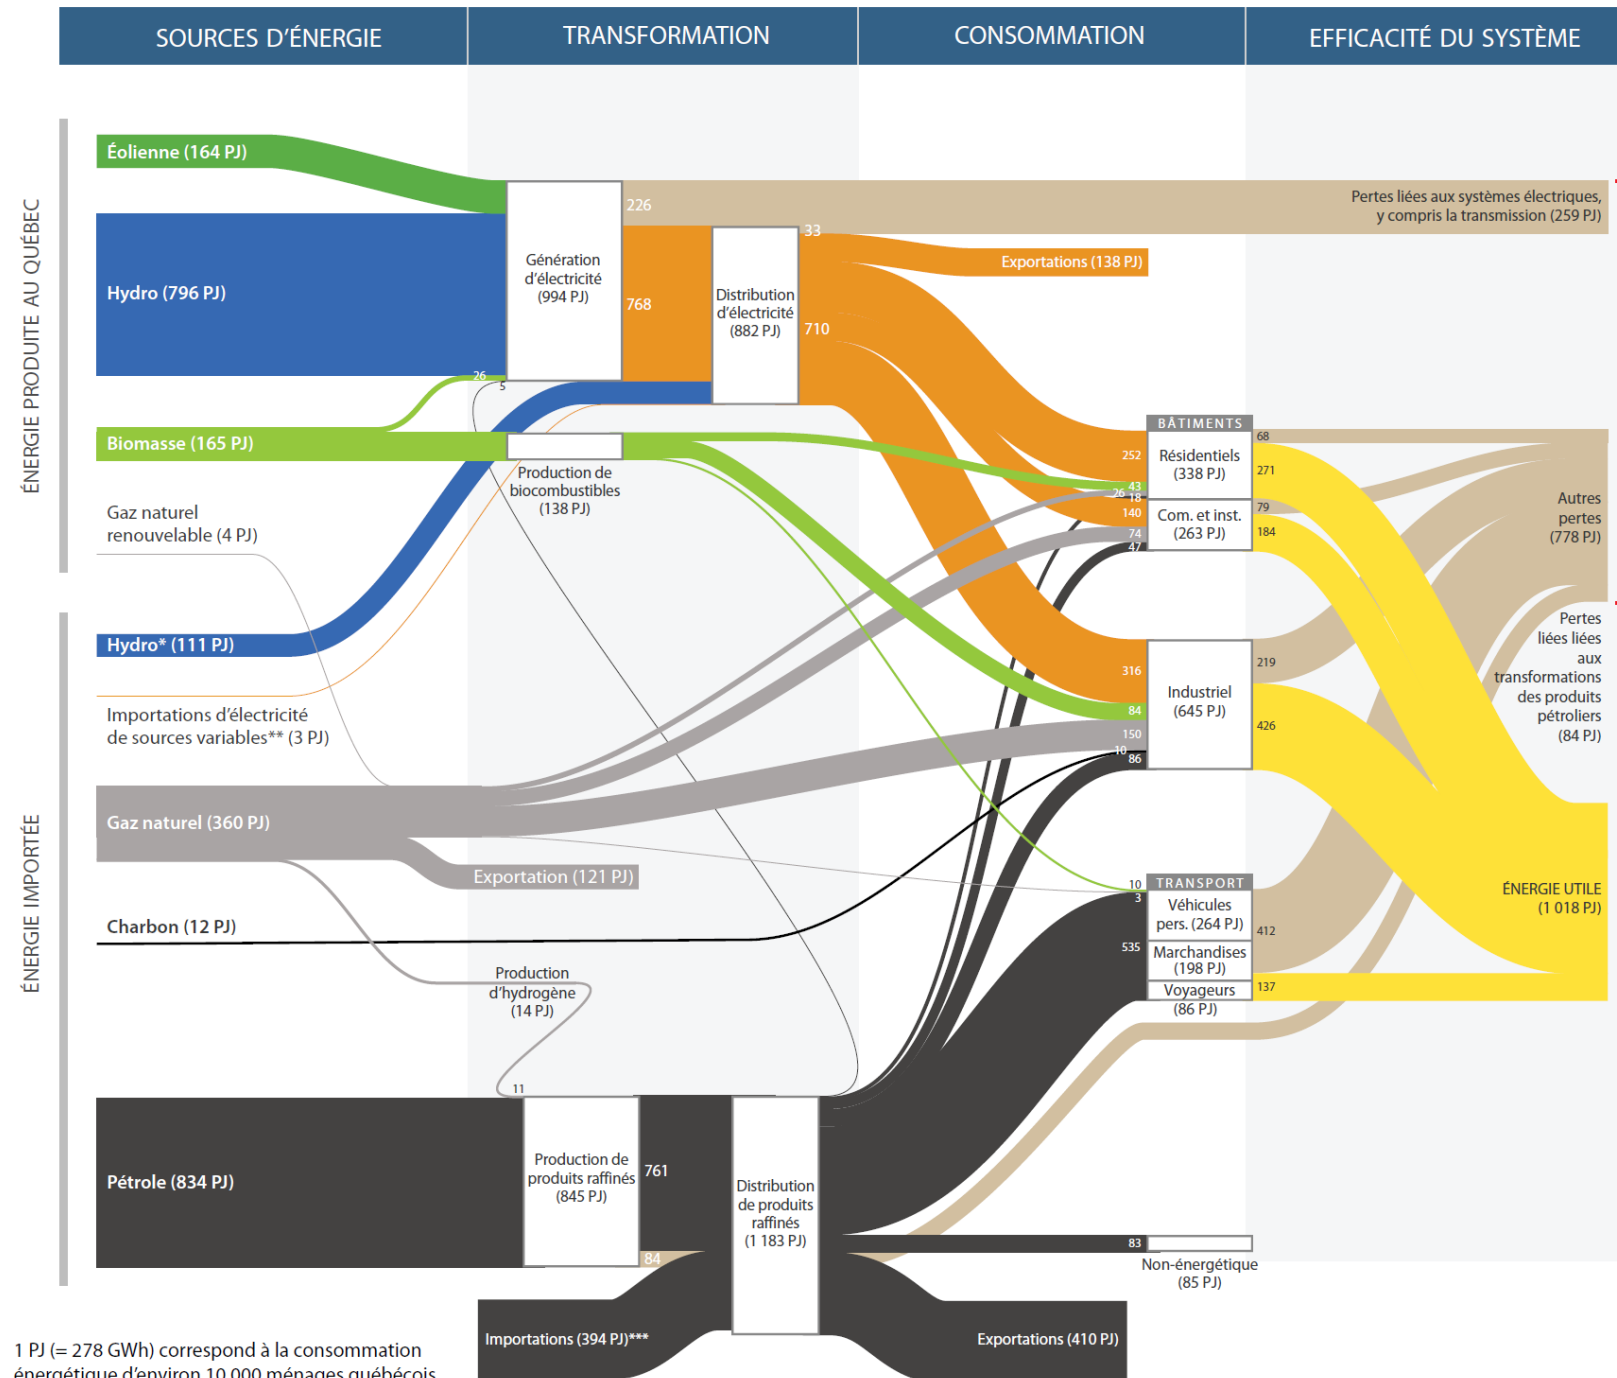 SOURCES D'ÉNERGIE
TRANSFORMATION
CONSOMMATION
EFFICACITÉ DU SYSTÈME
ÉNERGIE PRODUITE AU QUÉBEC
Éolienne (164 PJ)
Hydro (796 PJ)
Biomasse (165 PJ)
Gaz naturel
renouvelable (4 PJ)
ÉNERGIE IMPORTÉE
Hydro* (111 PJ)
Importations d'électricité
de sources variables** (3 PJ)
Gaz naturel (360 PJ)
Exportation (121 PJ)
Charbon (12 PJ)
Pétrole (834 PJ)
26
5
Génération
d'électricité
(994 PJ)
226
768
Distribution
d'électricité
(882 PJ)
33
710
Production de
biocombustibles
(138 PJ)
Production
d'hydrogène
(14 PJ)
11
Production de
produits raffinés
(845 PJ)
761
84
Distribution
de produits
raffinés
(1 183 PJ)
Importations (394 PJ)***
Exportations (138 PJ)
252
43
26
18
140
74
47
BÂTIMENTS
Résidentiels
(338 PJ)
Com. et inst.
(263 PJ)
68
271
79
184
316
84
150
10
86
Industriel
(645 PJ)
219
426
10
3
535
TRANSPORT
Véhicules
pers. (264 PJ)
Marchandises
(198 PJ)
Voyageurs
(86 PJ)
412
137
83
Non-énergétique
(85 PJ)
Exportations (410 PJ)
Pertes liées aux systèmes électriques,
y compris la transmission (259 PJ)
Autres
pertes
(778 PJ)
Pertes
liées liées
aux
transformations
des produits
pétroliers
(84 PJ)
ÉNERGIE UTILE
(1 018 PJ)
1 PJ (= 278 GWh) correspond à la consommation
énergétique d'environ 10 000 ménages québécois